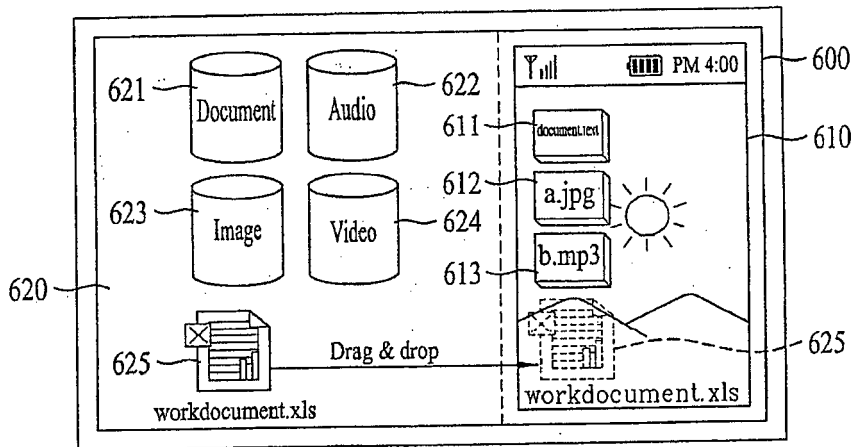 PM 4:00
600
621
Document
Audio
622
611
document.text
610
612
a.jpg
623
Image
Video
624
b.mp3
613
620
625
Drag & drop
625
workdocument.xls
workdocument.xls